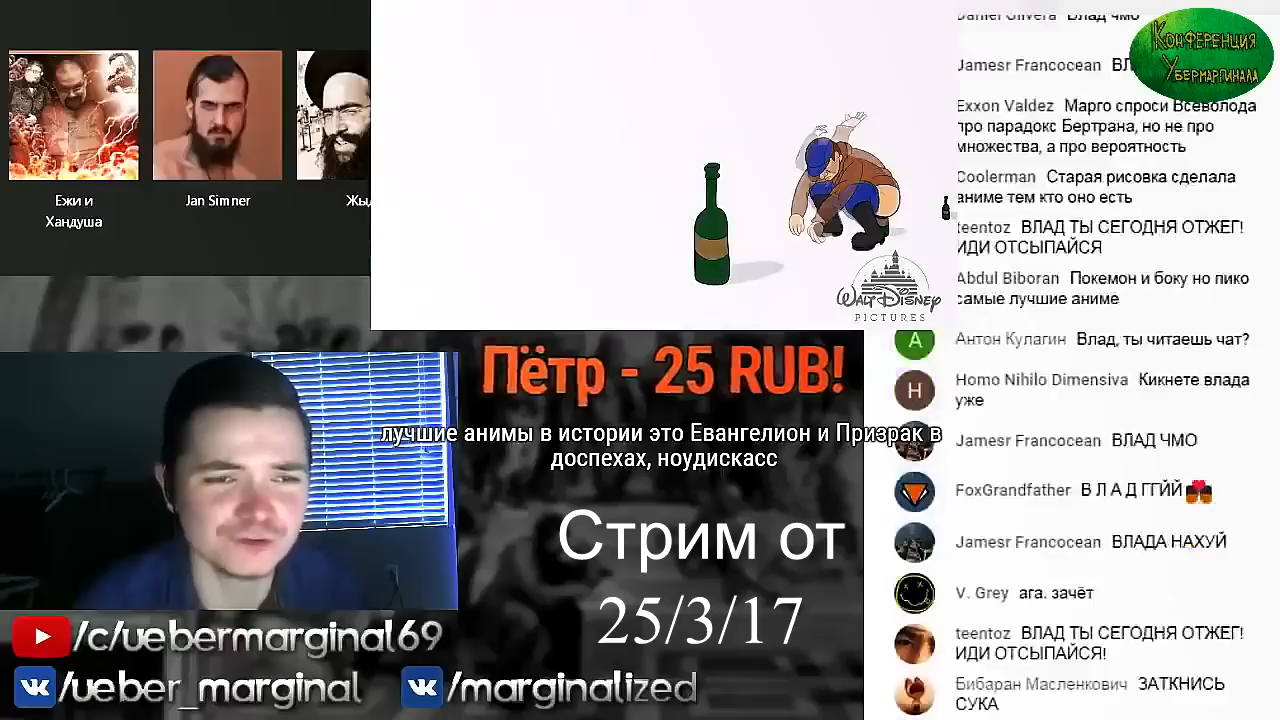 Ежи и
Хандуша
Jan Simner
Жы
WALT DISNEY
PICTURES
Конференция
Убермаргинала
Пётр - 25 RUB!
лучшие анимы в истории это Евангелион и Призрак в
доспехах, ноудискасс
Стрим от
25/3/17
/c/uebermarginal69
/ueber_marginal
/marginalized
Daniel Olivera Влад чмо
Jamesr Francocean ВЛ
Exxon Valdez Марго спроси Всеволода
про парадокс Бертрана, но не про
множества, а про вероятность
Coolerman Старая рисовка сделала
аниме тем кто оно есть
teentoz ВЛАД ТЫ СЕГОДНЯ ОТЖЕГ!
ИДИ ОТСЫПАЙСЯ
Abdul Biboran Покемон и боку но пико
самые лучшие аниме
А
Антон Кулагин Влад, ты читаешь чат?
H
Homo Nihilo Dimensiva Кикнете влада
уже
Jamesr Francocean ВЛАД ЧМО
FoxGrandfather В Л А Д ГГЙЙ
Jamesr Francocean ВЛАДА НАХУЙ
V. Grey ага. зачёт
teentoz ВЛАД ТЫ СЕГОДНЯ ОТЖЕГ!
ИДИ ОТСЫПАЙСЯ!
Бибаран Масленкович ЗАТКНИСЬ
СУКА